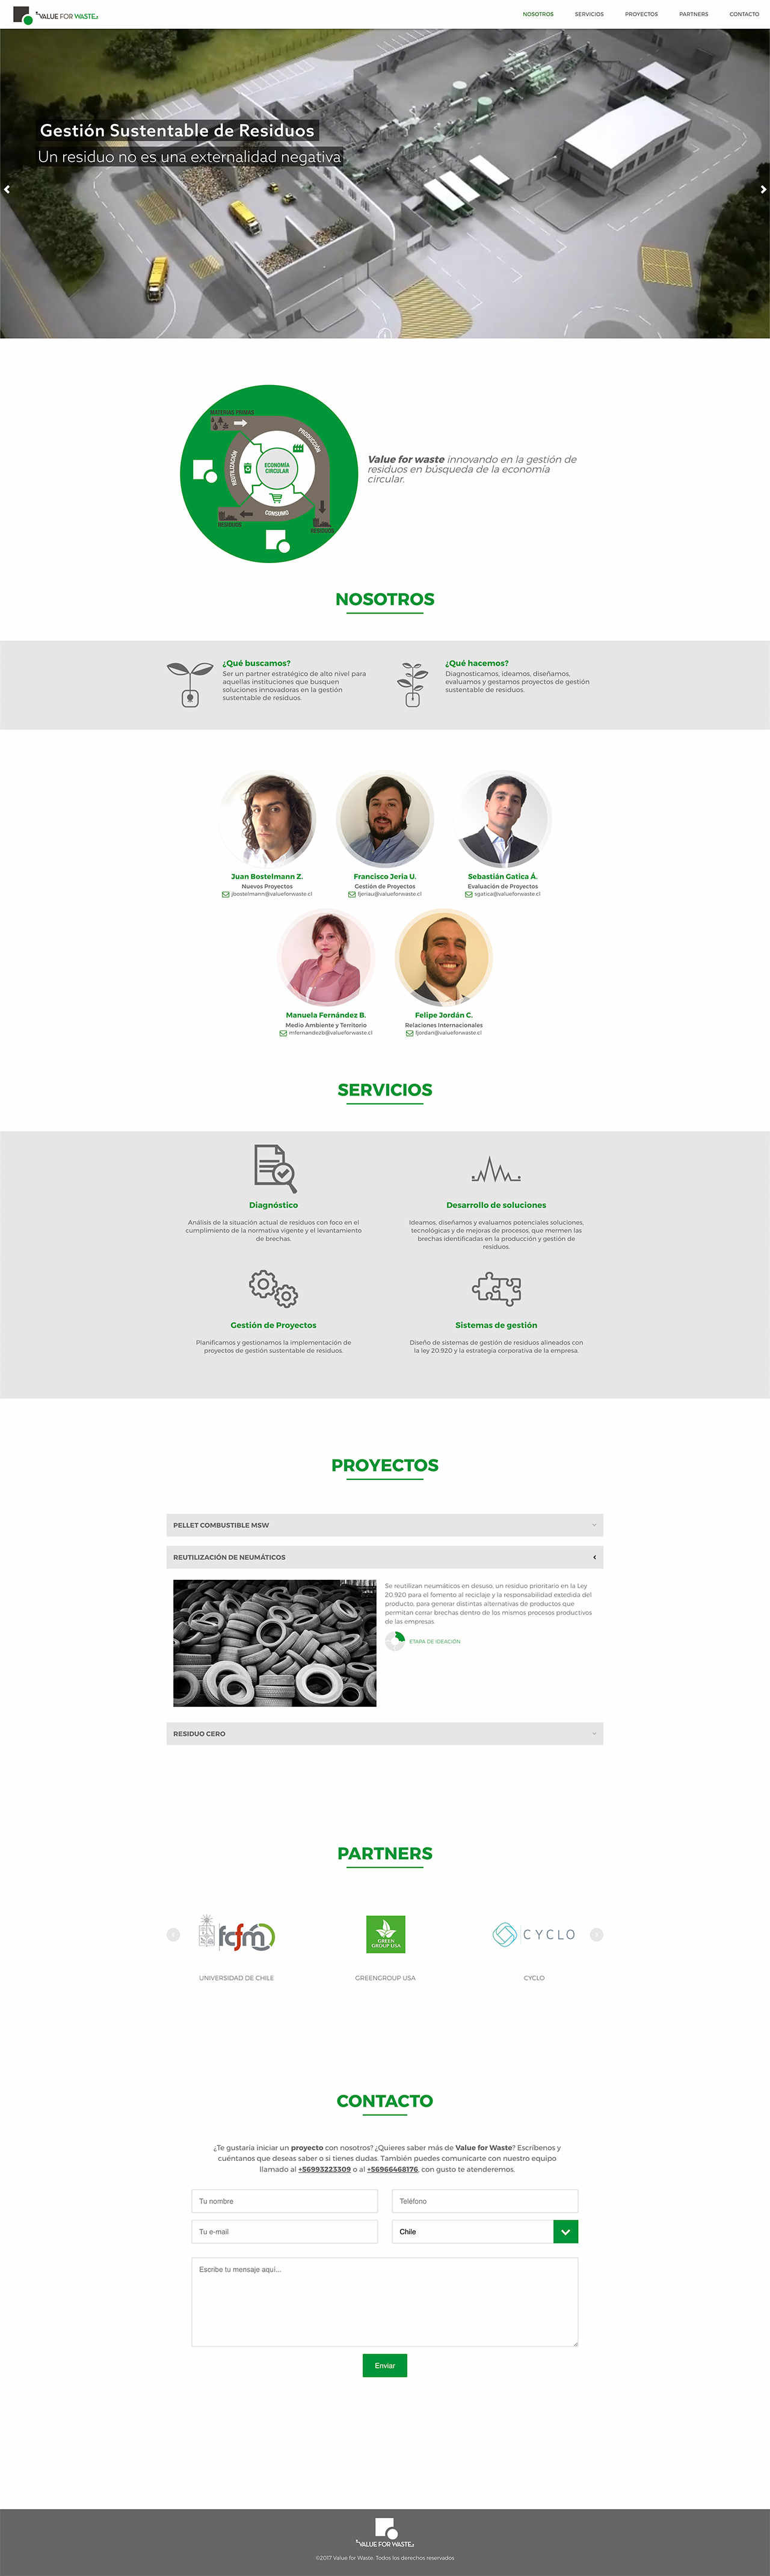 VALUE FOR WASTE
NOSOTROS
SERVICIOS
PROYECTOS
PARTNERS
CONTACTO
Gestión Sustentable de Residuos
Un residuo no es una externalidad negativa
MATERIAS PRIMAS
PRODUCCIÓN
REUTILIZACIÓN
ECONOMÍA
CIRCULAR
CONSUMO
RESIDUOS
RESIDUOS
Value for waste innovando en la gestión de
residuos en búsqueda de la economía
circular.
NOSOTROS
¿Qué buscamos?
Ser un partner estratégico de alto nivel para
aquellas instituciones que busquen
soluciones innovadoras en la gestión
sustentable de residuos.
¿Qué hacemos?
Diagnosticamos, ideamos, diseñamos,
evaluamos y gestamos proyectos de gestión
sustentable de residuos.
Juan Bostelmann Z.
Nuevos Proyectos
jbostelmann@valueforwaste.cl
Francisco Jeria U.
Gestión de Proyectos
fjeriau@valueforwaste.cl
Sebastián Gatica Á.
Evaluación de Proyectos
sgatica@valueforwaste.cl
Manuela Fernández B.
Medio Ambiente y Territorio
mfernandezb@valueforwaste.cl
Felipe Jordán C.
Relaciones Internacionales
fjordan@valueforwaste.cl
SERVICIOS
Diagnóstico
Análisis de la situación actual de residuos con foco en el
cumplimiento de la normativa vigente y el levantamiento
de brechas.
Desarrollo de soluciones
Ideamos, diseñamos y evaluamos potenciales soluciones,
tecnológicas y de mejoras de procesos, que mermen las
brechas identificadas en la producción y gestión de
residuos.
Gestión de Proyectos
Planificamos y gestionamos la implementación de
proyectos de gestión sustentable de residuos.
Sistemas de gestión
Diseño de sistemas de gestión de residuos alineados con
la ley 20.920 y la estrategia corporativa de la empresa.
PROYECTOS
PELLET COMBUSTIBLE MSW
REUTILIZACIÓN DE NEUMÁTICOS
Se reutilizan neumáticos en desuso, un residuo prioritario en la Ley
20.920 para el fomento al reciclaje y la responsabilidad extedida del
producto, para generar distintas alternativas de productos que
permitan cerrar brechas dentro de los mismos procesos productivos
de las empresas.
ETAPA DE IDEACIÓN
RESIDUO CERO
PARTNERS
fcfm
GREEN
GROUP USA
CYCLO
UNIVERSIDAD DE CHILE
GREENGROUP USA
CYCLO
CONTACTO
¿Te gustaría iniciar un proyecto con nosotros? ¿Quieres saber más de Value for Waste? Escríbenos y
cuéntanos que deseas saber o si tienes dudas. También puedes comunicarte con nuestro equipo
llamado al +56993223309 o al +56966468176, con gusto te atenderemos.
Tu nombre
Teléfono
Tu e-mail
Chile
Escribe tu mensaje aquí...
Enviar
VALUE FOR WASTE
©2017 Value for Waste. Todos los derechos reservados